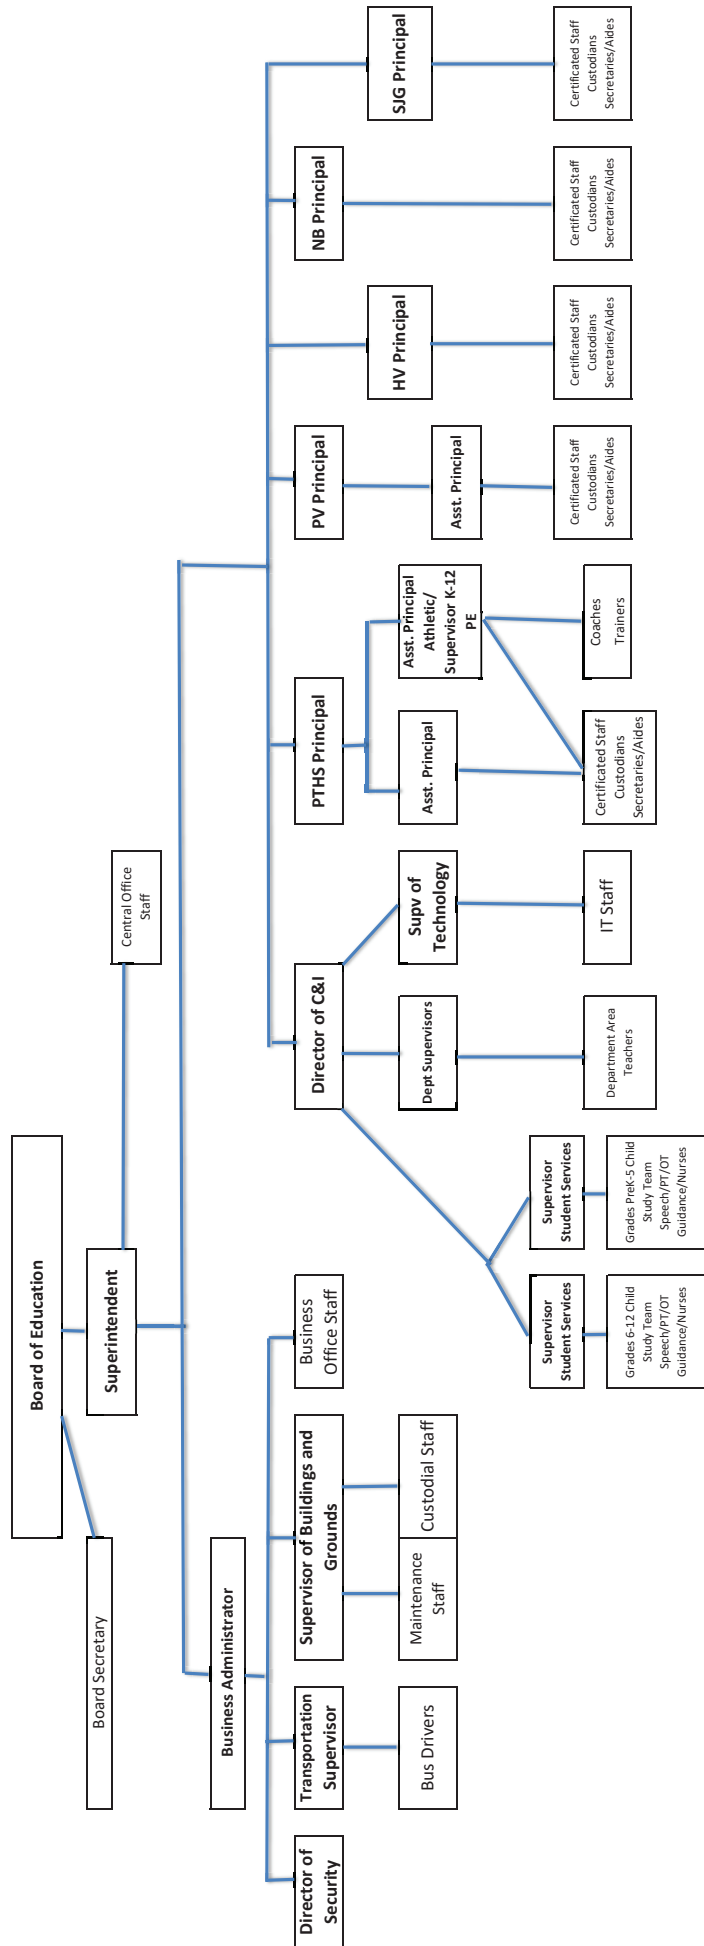 Board of Education
Board Secretary
Superintendent
Central Office
Staff
Business Administrator
Director of
Security
Transportation
Supervisor
Supervisor of Buildings and
Grounds
Business
Office Staff
Director of C&I
PTHS Principal
PV Principal
NB Principal
HV Principal
SJG Principal
Bus Drivers
Maintenance
Staff
Custodial Staff
Dept Supervisors
Supv of
Technology
Asst. Principal
Asst. Principal
Athletic/
Supervisor K-12
PE
Asst. Principal
Supervisor
Student Services
Supervisor
Student Services
Grades 6-12 Child
Study Team
Speech/PT/OT
Guidance/Nurses
Grades PreK-5 Child
Study Team
Speech/PT/OT
Guidance/Nurses
Department Area
Teachers
IT Staff
Certificated Staff
Custodians
Secretaries/Aides
Coaches
Trainers
Certificated Staff
Custodians
Secretaries/Aides
Certificated Staff
Custodians
Secretaries/Aides
Certificated Staff
Custodians
Secretaries/Aides
Certificated Staff
Custodians
Secretaries/Aides